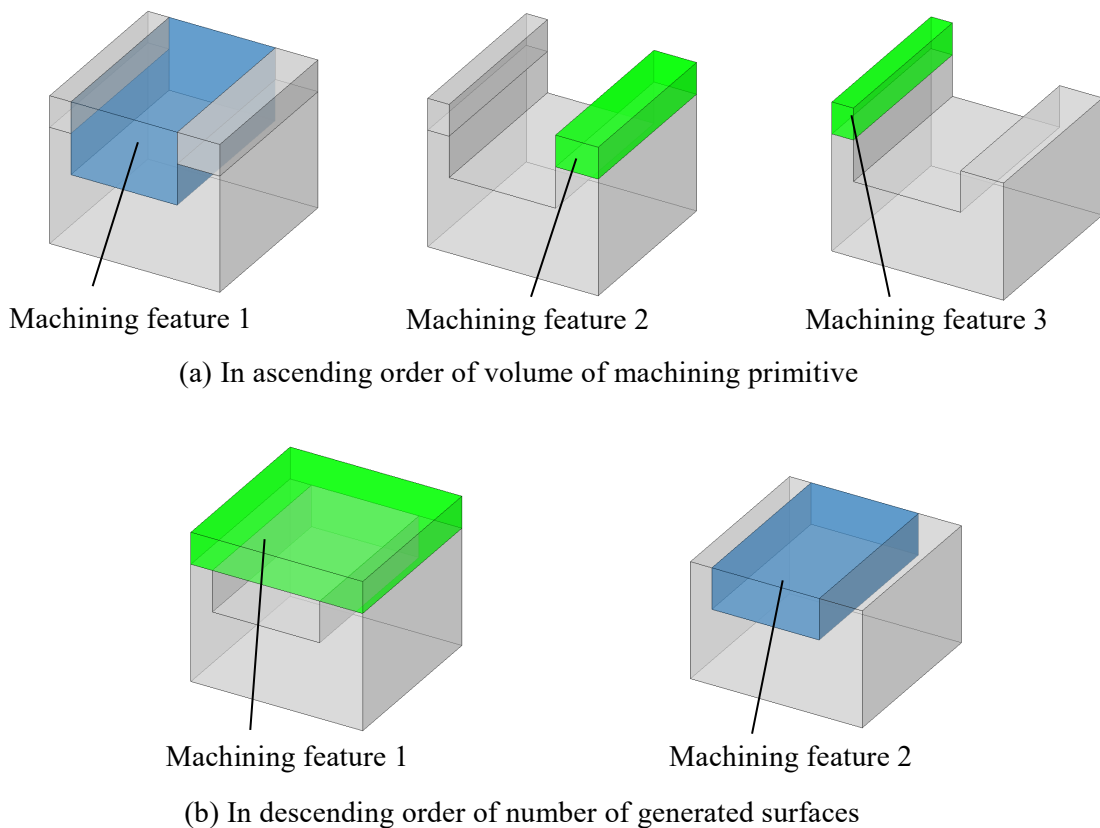 Machining feature 1
Machining feature 2
Machining feature 3
(a) In ascending order of volume of machining primitive
Machining feature 1
Machining feature 2
(b) In descending order of number of generated surfaces